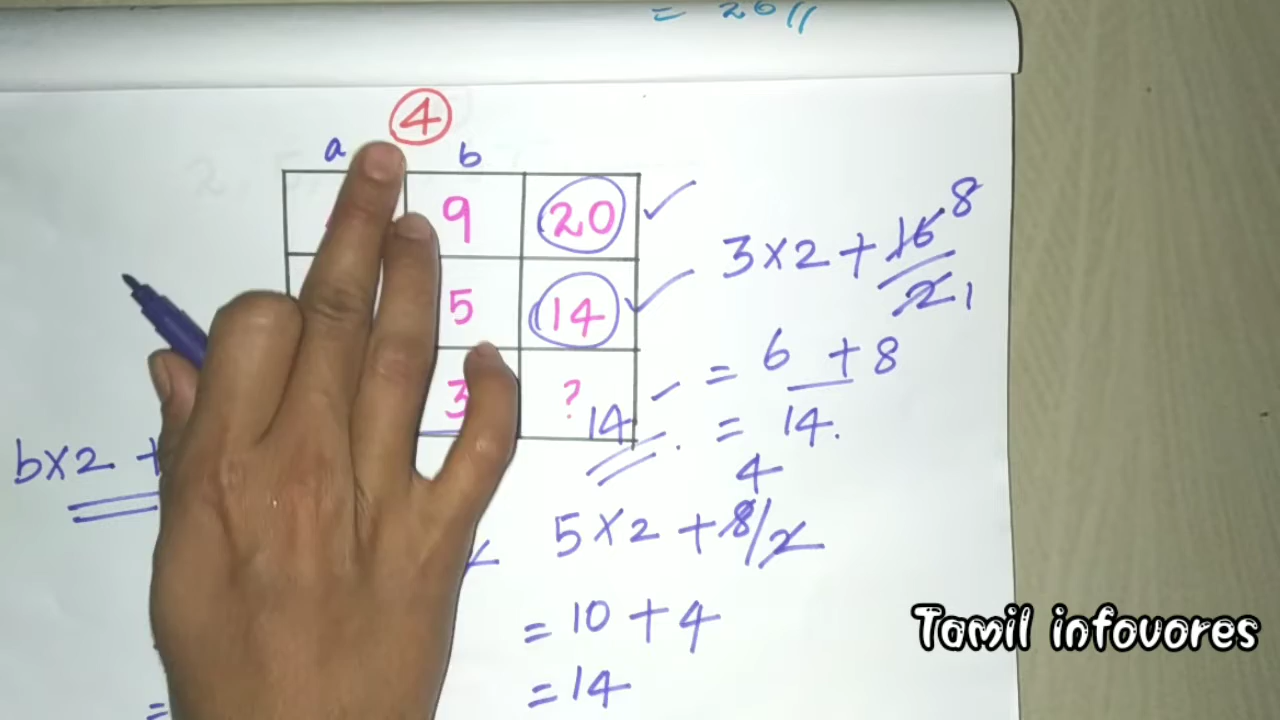 = 26//
4
a b
9 20 ✓
5 14 ✓
3 ? 14
3×2 + 16/2 8 1
= 6 + 8
= 14.
b×2 +
4
5×2 + 8/2
= 10 + 4
= 14
=
Tamil infovores